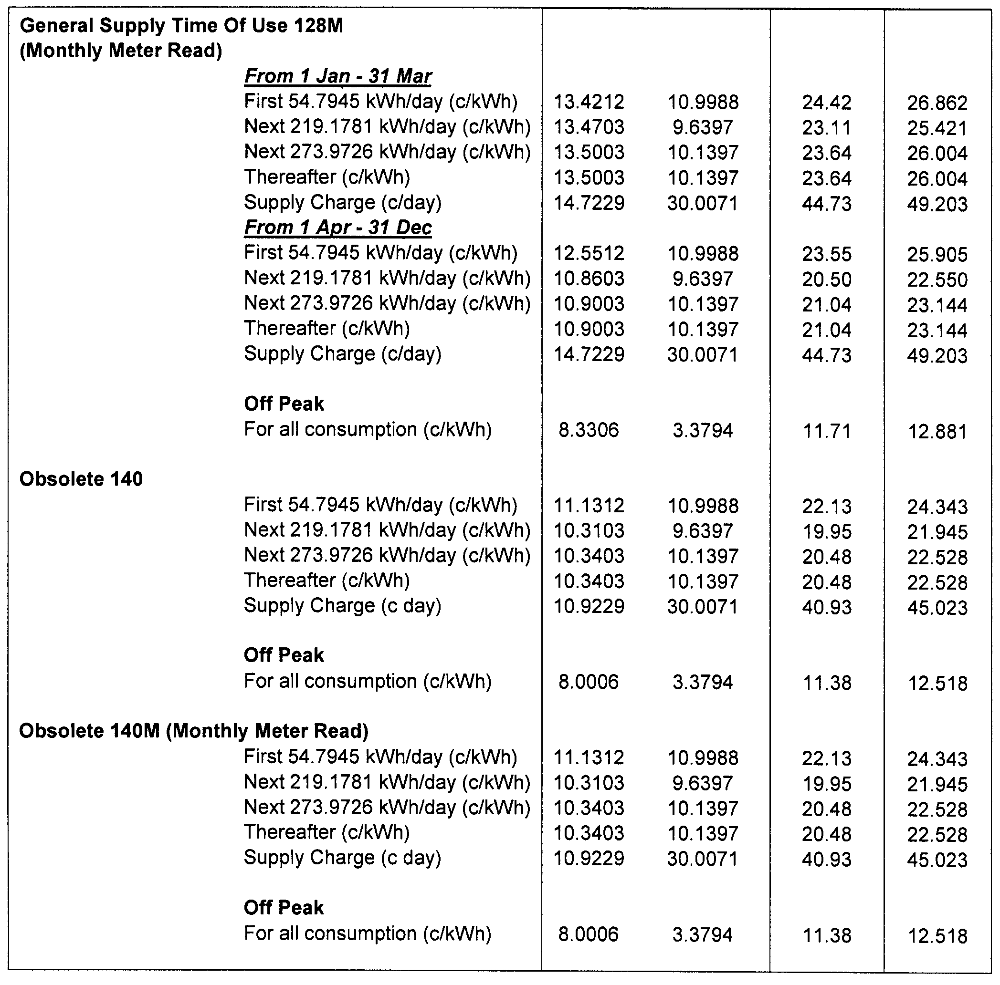 General Supply Time Of Use 128M
(Monthly Meter Read)
From 1 Jan - 31 Mar
First 54.7945 kWh/day (c/kWh) 13.4212 10.9988 24.42 26.862
Next 219.1781 kWh/day (c/kWh) 13.4703 9.6397 23.11 25.421
Next 273.9726 kWh/day (c/kWh) 13.5003 10.1397 23.64 26.004
Thereafter (c/kWh) 13.5003 10.1397 23.64 26.004
Supply Charge (c/day) 14.7229 30.0071 44.73 49.203
From 1 Apr - 31 Dec
First 54.7945 kWh/day (c/kWh) 12.5512 10.9988 23.55 25.905
Next 219.1781 kWh/day (c/kWh) 10.8603 9.6397 20.50 22.550
Next 273.9726 kWh/day (c/kWh) 10.9003 10.1397 21.04 23.144
Thereafter (c/kWh) 10.9003 10.1397 21.04 23.144
Supply Charge (c/day) 14.7229 30.0071 44.73 49.203
Off Peak
For all consumption (c/kWh) 8.3306 3.3794 11.71 12.881
Obsolete 140
First 54.7945 kWh/day (c/kWh) 11.1312 10.9988 22.13 24.343
Next 219.1781 kWh/day (c/kWh) 10.3103 9.6397 19.95 21.945
Next 273.9726 kWh/day (c/kWh) 10.3403 10.1397 20.48 22.528
Thereafter (c/kWh) 10.3403 10.1397 20.48 22.528
Supply Charge (c day) 10.9229 30.0071 40.93 45.023
Off Peak
For all consumption (c/kWh) 8.0006 3.3794 11.38 12.518
Obsolete 140M (Monthly Meter Read)
First 54.7945 kWh/day (c/kWh) 11.1312 10.9988 22.13 24.343
Next 219.1781 kWh/day (c/kWh) 10.3103 9.6397 19.95 21.945
Next 273.9726 kWh/day (c/kWh) 10.3403 10.1397 20.48 22.528
Thereafter (c/kWh) 10.3403 10.1397 20.48 22.528
Supply Charge (c day) 10.9229 30.0071 40.93 45.023
Off Peak
For all consumption (c/kWh) 8.0006 3.3794 11.38 12.518